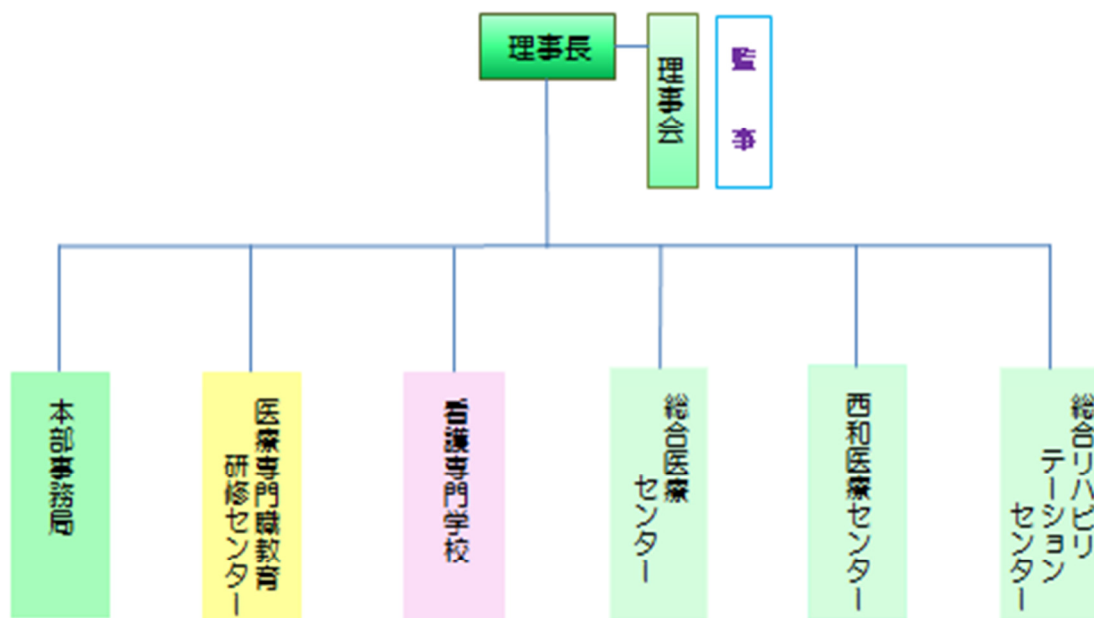 理事長
理事会
監事
本部事務局
医療専門職教育
研修センター
看護専門学校
総合医療
センター
西和医療センター
総合リハビリ
テーション
センター